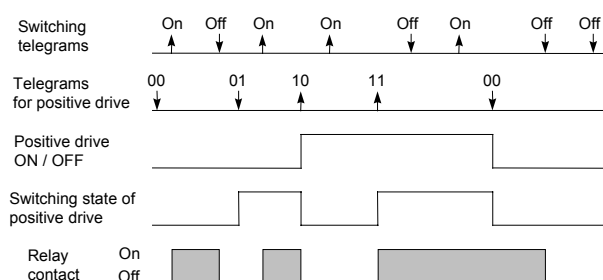 Switching
telegrams
On Off On On Off On Off Off
Telegrams
for positive drive
00 01 10 11 00
Positive drive
ON / OFF
Switching state of
positive drive
Relay
contact
On
Off